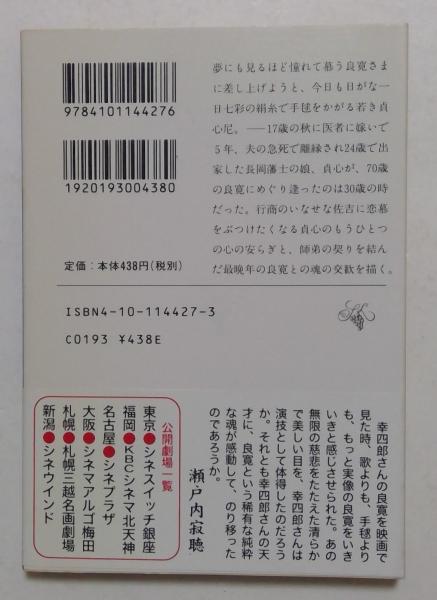 夢にも見るほど憧れて慕う良寛さま
に差し上げようと、今日も日がな一
日七彩の絹糸で手毬をかがる若き貞
心尼。――17歳の秋に医者に嫁いで
5年、夫の急死で離縁され24歳で出
家した長岡藩士の娘、貞心が、70歳
の良寛にめぐり逢ったのは30歳の時
だった。行商のいなせな佐吉に恋慕
をぶつけたくなる貞心のもうひとつ
の心の安らぎと、師弟の契りを結ん
だ最晩年の良寛との魂の交歓を描く。
9784101144276
1920193004380
定価：本体438円(税別)
ISBN4-10-114427-3
C0193 ¥438E
幸四郎さんの良寛を映画で
見た時、歌よりも、手毬より
も、もっと実像の良寛をいき
いきと感じさせられた。あの
無限の慈悲をたたえた清らか
で美しい目を、幸四郎さんは
演技として体得したのだろう
か。それとも幸四郎さんの天
才に、良寛という稀有な純粋
な魂が感動して、のり移った
のであろうか。
瀬戸内寂聴
公開劇場一覧
東京●シネスイッチ銀座
福岡●KBCシネマ北天神
名古屋●シネプラザ
大阪●シネマアルゴ梅田
札幌●札幌三越名画劇場
新潟●シネウインド